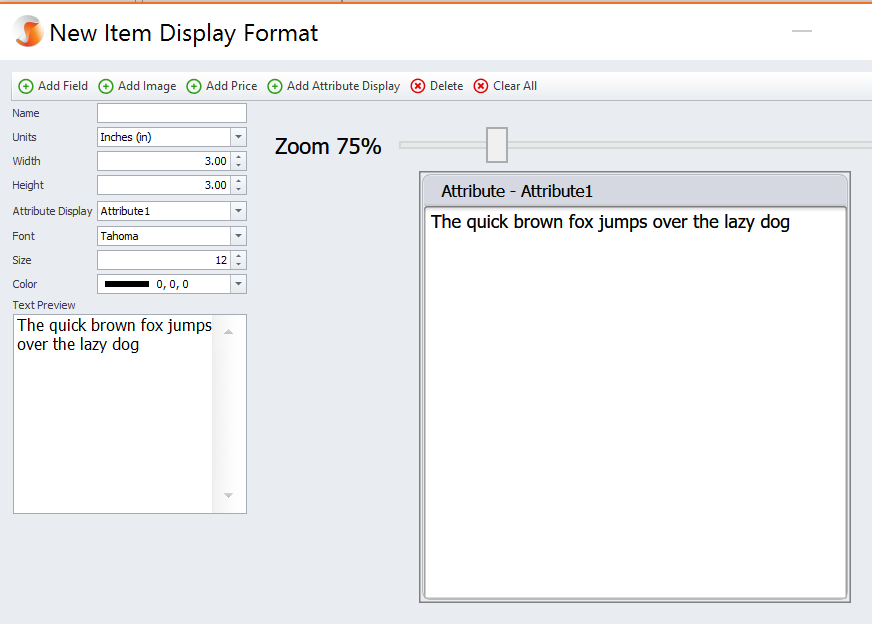 New Item Display Format
Add Field Add Image Add Price Add Attribute Display Delete Clear All
Name
Units Inches (in)
Width 3.00
Height 3.00
Attribute Display Attribute1
Font Tahoma
Size 12
Color 0, 0, 0
Text Preview
The quick brown fox jumps
over the lazy dog
Zoom 75%
Attribute - Attribute1
The quick brown fox jumps over the lazy dog